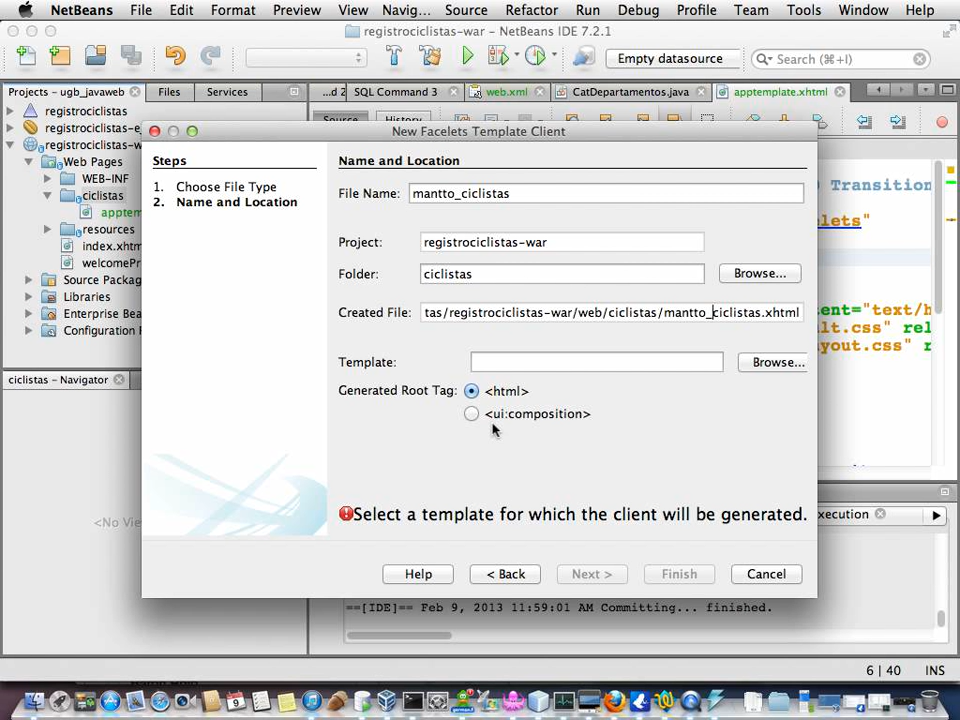 NetBeans File Edit Format Preview View Navig... Source Refactor Run Debug Profile Team Tools Window Help
registrociclistas-war - NetBeans IDE 7.2.1
Empty datasource
Search (⌘+I)
Projects - ugb_javaweb Files Services
...d 2 SQL Command 3 web.xml CatDepartamentos.java apptemplate.xhtml
Source History
registrociclistas
registrociclistas-e
registrociclistas-w
Web Pages
WEB-INF
ciclistas
apptem
resources
index.xhtm
welcomePr
Source Packag
Libraries
Enterprise Bea
Configuration F
ciclistas - Navigator
<No Vie
New Facelets Template Client
Steps
1. Choose File Type
2. Name and Location
Name and Location
File Name: mantto_ciclistas
Project: registrociclistas-war
Folder: ciclistas
Browse...
Created File: tas/registrociclistas-war/web/ciclistas/mantto_ciclistas.xhtml
Template:
Browse...
Generated Root Tag: <html>
<ui:composition>
Select a template for which the client will be generated.
Help < Back Next > Finish Cancel
Transition
lets"
ent="text/h
lt.css" rel
yout.css" r
xecution
==[IDE]== Feb 9, 2013 11:59:01 AM Committing... finished.
6 | 40 INS